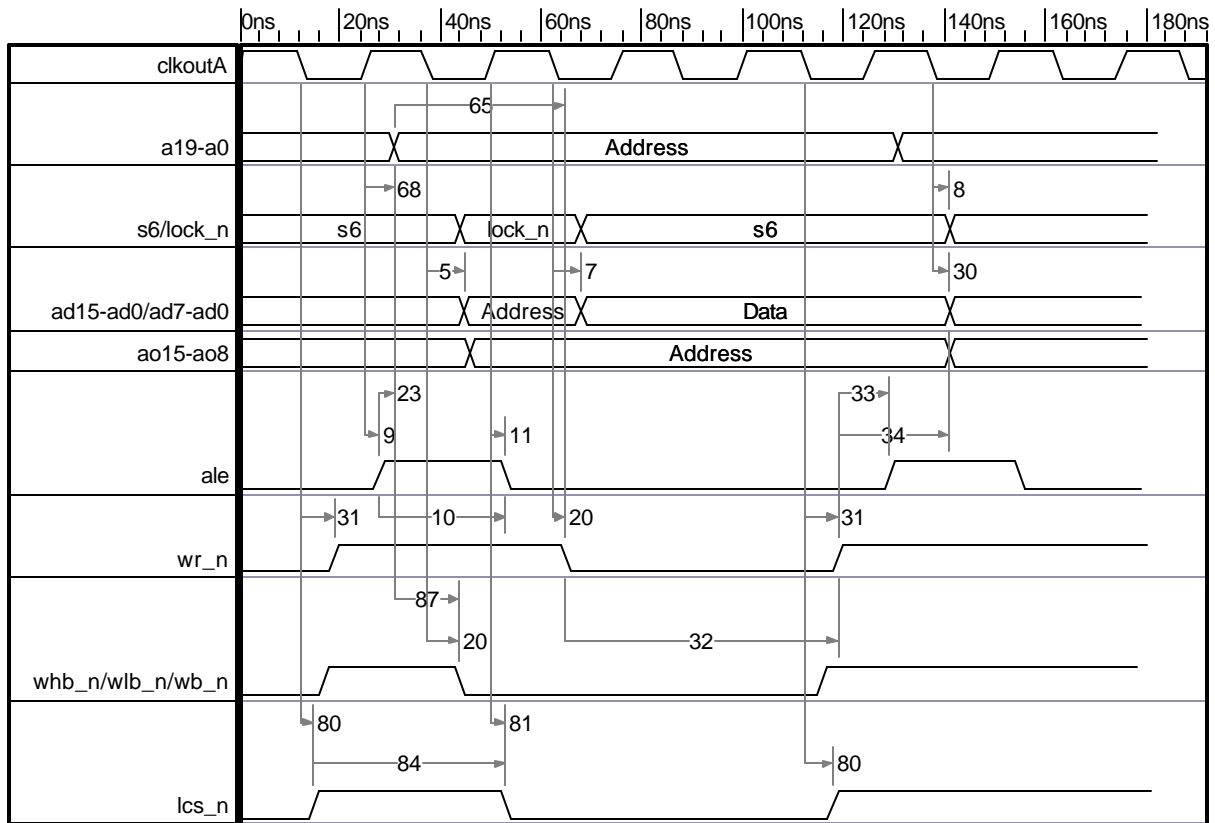 0ns 20ns 40ns 60ns 80ns 100ns 120ns 140ns 160ns 180ns
clkoutA
65
a19-a0 Address
68 8
s6/lock_n s6 lock_n s6
5 7 30
ad15-ad0/ad7-ad0 Address Data
ao15-ao8 Address
23 33
9 11 34
ale
31 10 20 31
wr_n
87
20 32
whb_n/wlb_n/wb_n
80 81
84 80
lcs_n